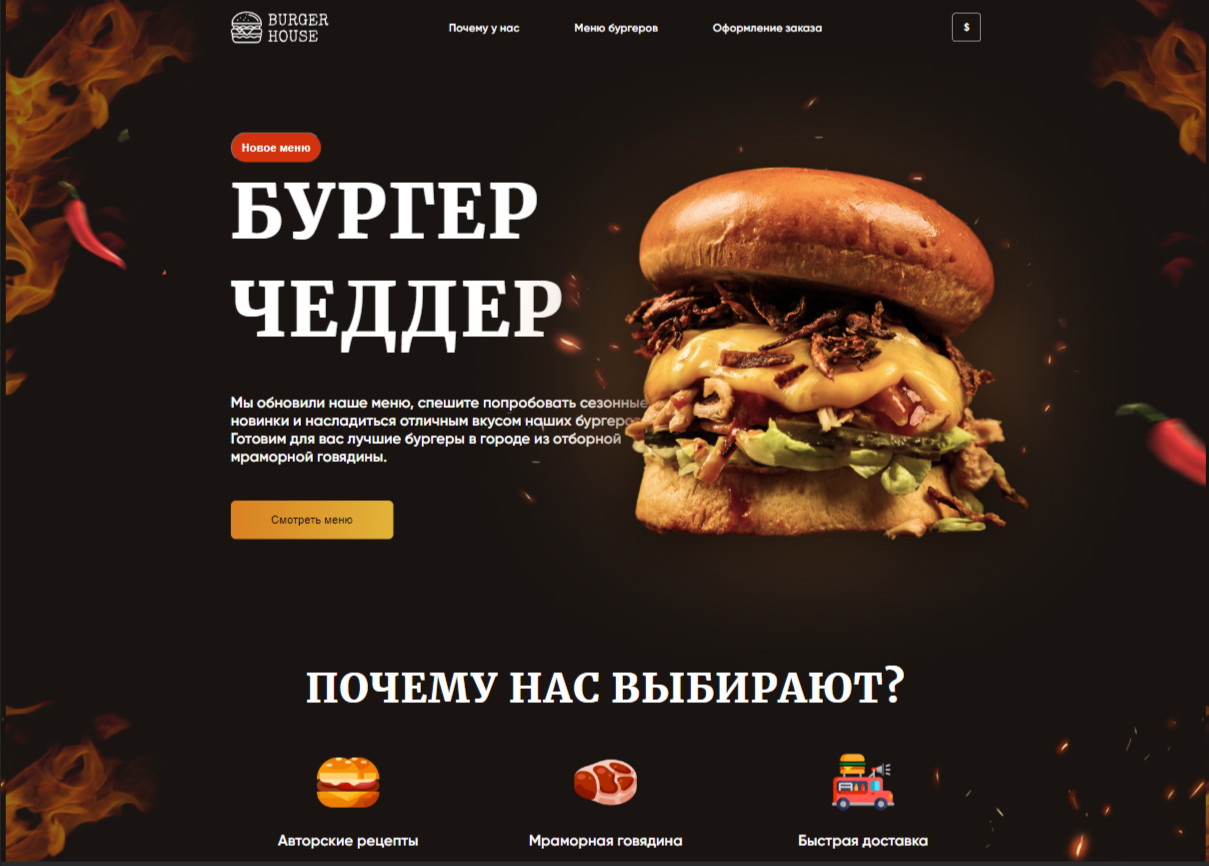 BURGER
HOUSE
Почему у нас
Меню бургеров
Оформление заказа
$
Новое меню
БУРГЕР
ЧЕДДЕР
Мы обновили наше меню, спешите попробовать сезонные
новинки и насладиться отличным вкусом наших бургеров.
Готовим для вас лучшие бургеры в городе из отборной
мраморной говядины.
Смотреть меню
ПОЧЕМУ НАС ВЫБИРАЮТ?
Авторские рецепты
Мраморная говядина
Быстрая доставка